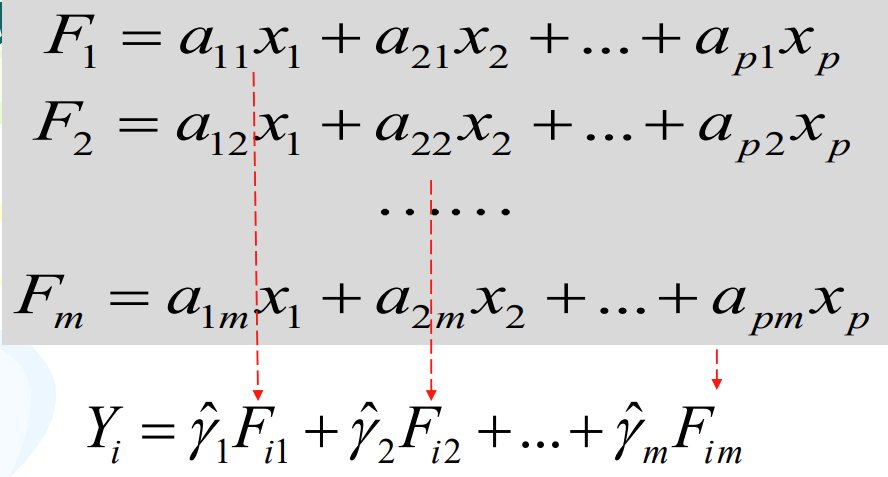 F₁ = a₁₁x₁ + a₂₁x₂ + ... + aₚ₁xₚ
F₂ = a₁₂x₁ + a₂₂x₂ + ... + aₚ₂xₚ
......
Fₘ = a₁ₘx₁ + a₂ₘx₂ + ... + aₚₘxₚ
Yᵢ = γ̂₁Fᵢ₁ + γ̂₂Fᵢ₂ + ... + γ̂ₘFᵢₘ